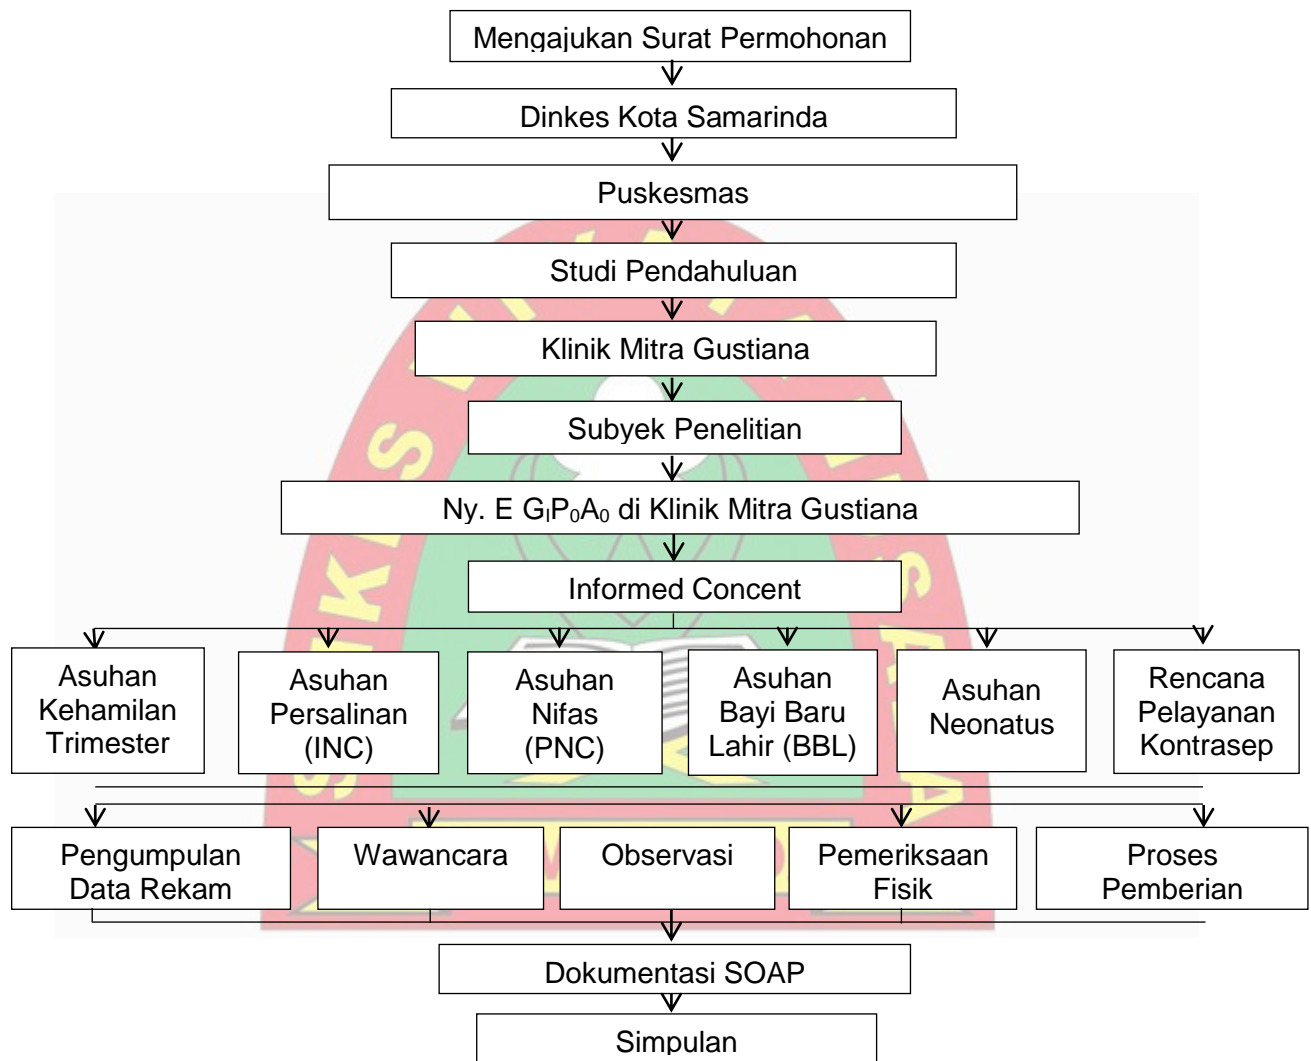 Mengajukan Surat Permohonan
Dinkes Kota Samarinda
Puskesmas
Studi Pendahuluan
Klinik Mitra Gustiana
Subyek Penelitian
Ny. E GIP₀A₀ di Klinik Mitra Gustiana
Informed Concent
Asuhan
Kehamilan
Trimester
Asuhan
Persalinan
(INC)
Asuhan
Nifas
(PNC)
Asuhan
Bayi Baru
Lahir (BBL)
Asuhan
Neonatus
Rencana
Pelayanan
Kontrasep
Pengumpulan
Data Rekam
Wawancara
Observasi
Pemeriksaan
Fisik
Proses
Pemberian
Dokumentasi SOAP
Simpulan